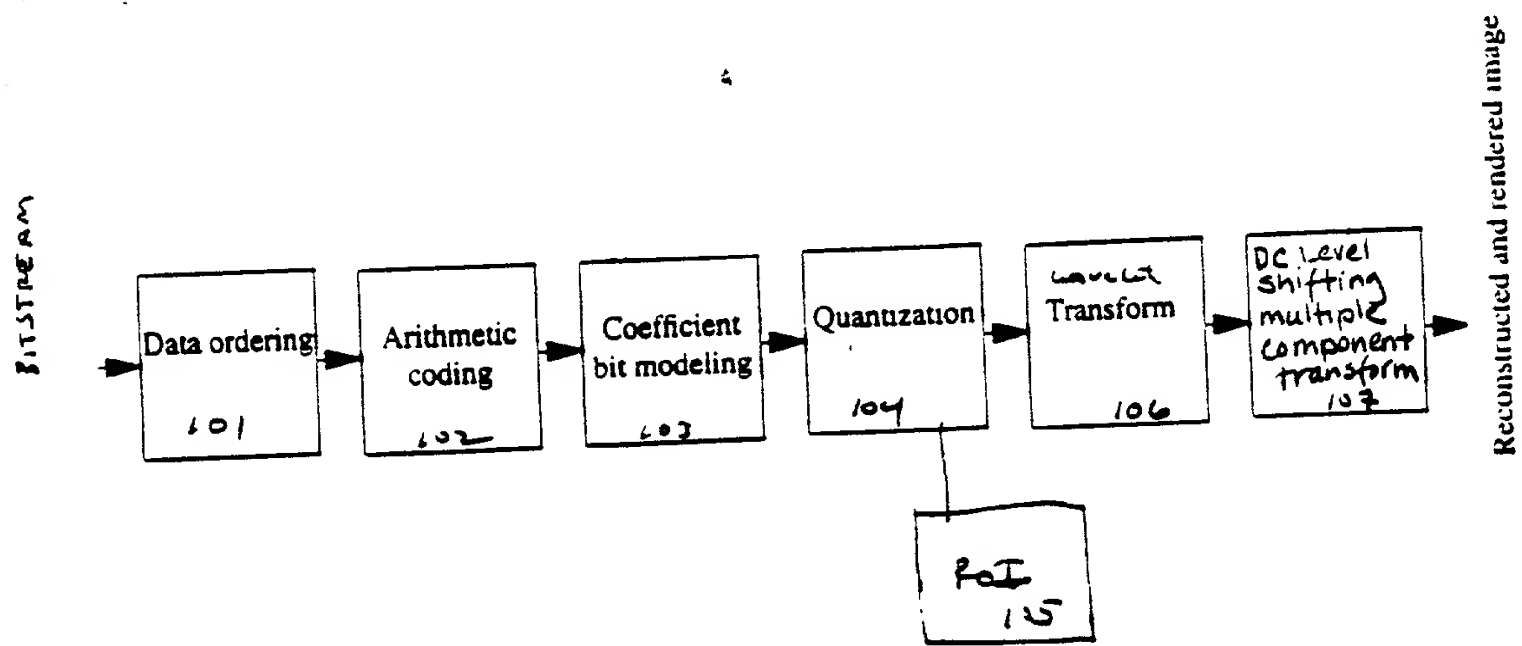 BITSTREAM
Data ordering
101
Arithmetic
coding
102
Coefficient
bit modeling
103
Quantization
104
wavelet
Transform
106
DC Level
shifting
multiple
component
transform
107
RoI
105
Reconstructed and rendered image